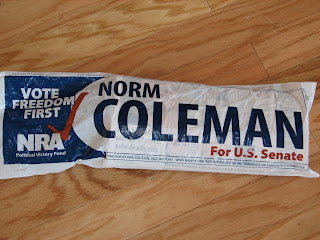 VOTE
FREEDOM
FIRST
NRA
Political Victory Fund
NORM
COLEMAN
For U.S. Senate